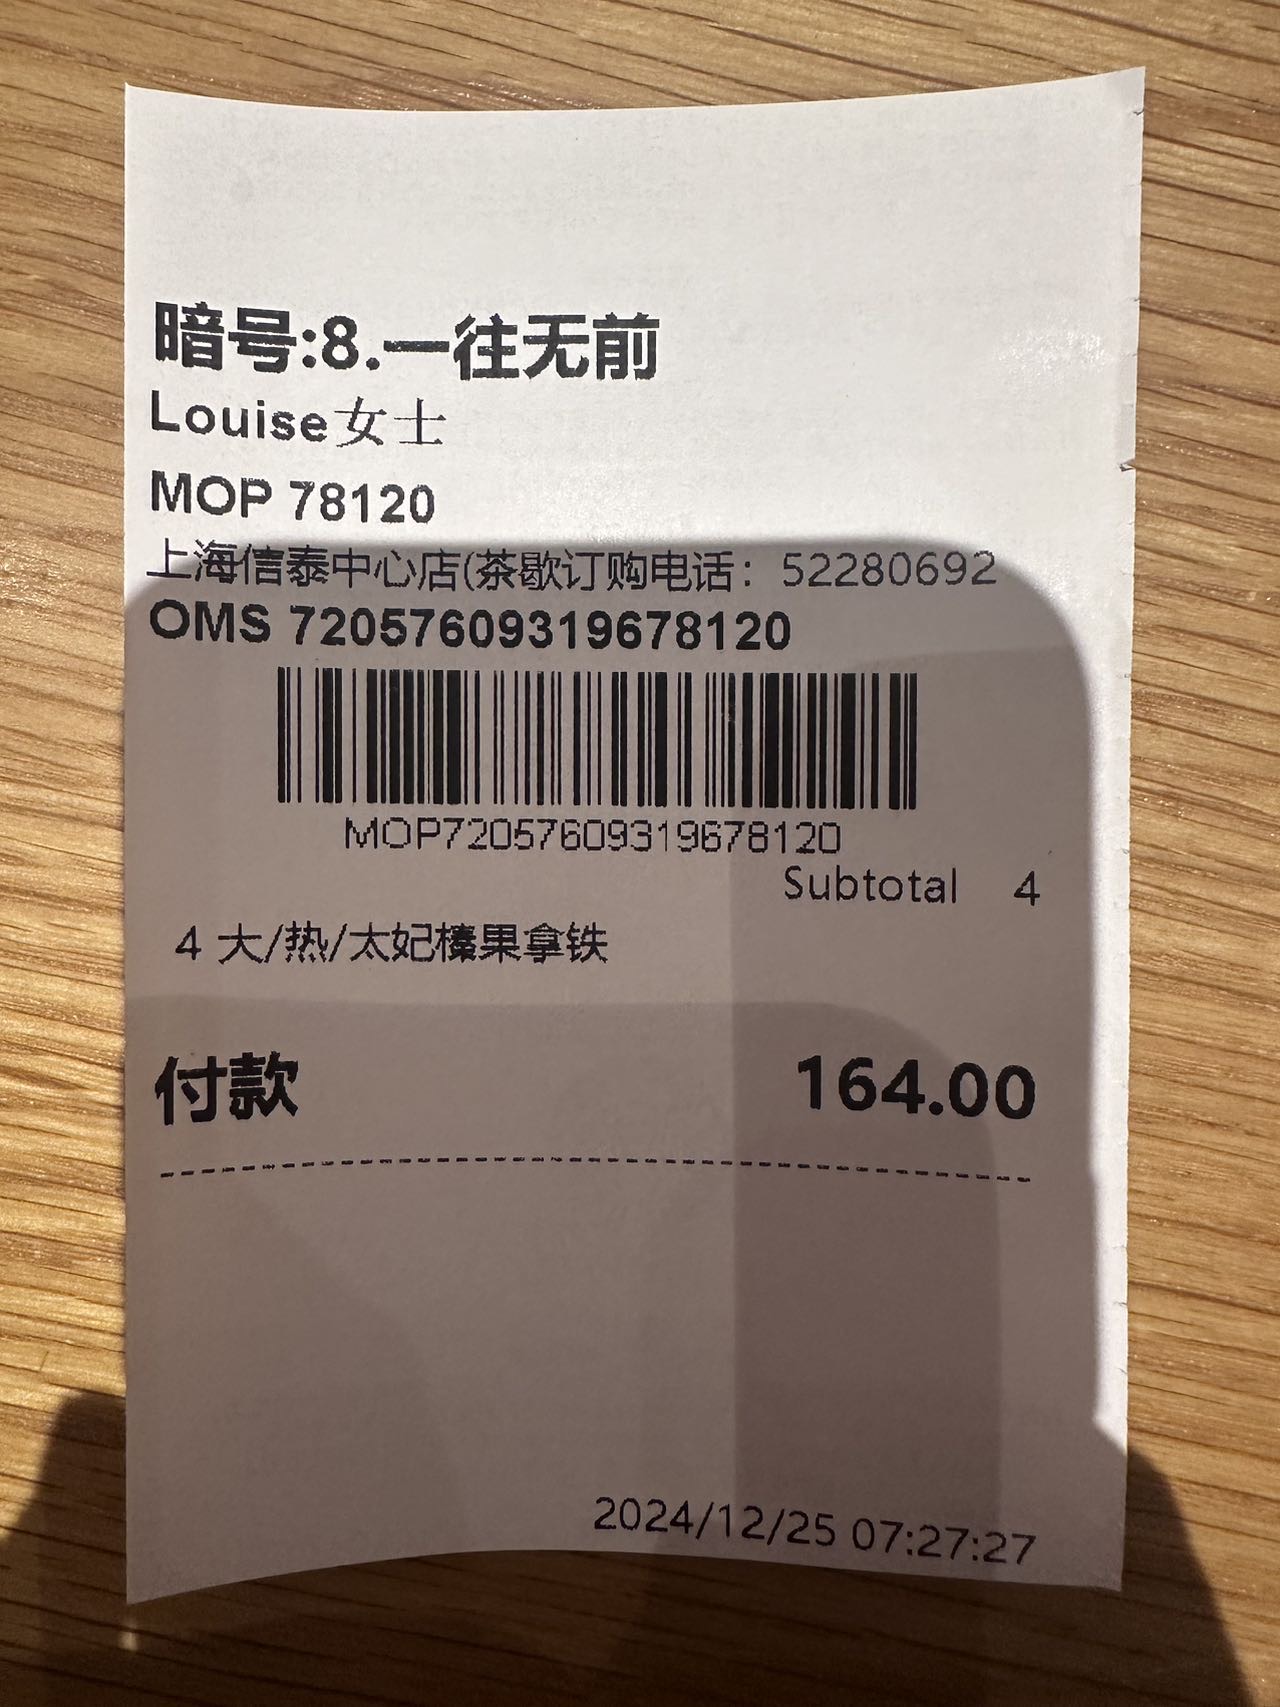 暗号:8.一往无前
Louise女士
MOP 78120
上海信泰中心店(茶歇订购电话：52280692
OMS 72057609319678120
MOP72057609319678120
Subtotal 4
4 大/热/太妃榛果拿铁
付款 164.00
2024/12/25 07:27:27